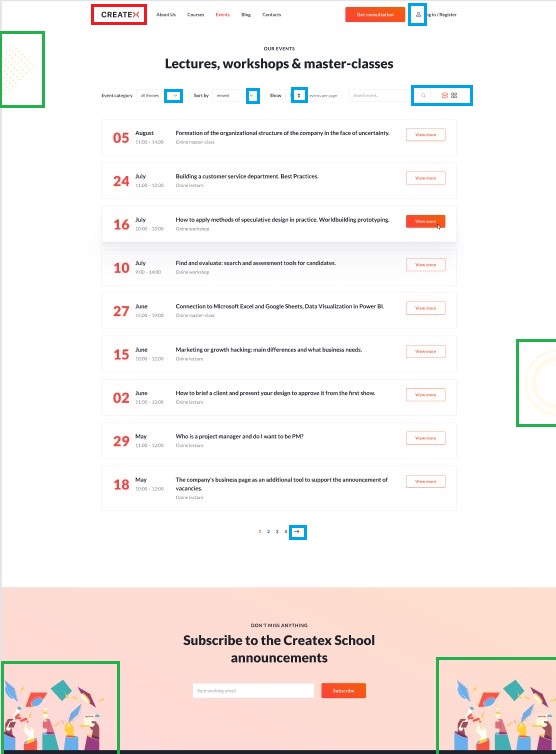 CREATEX About Us Courses Events Blog Contacts Get consultation Log in / Register
OUR EVENTS
Lectures, workshops & master-classes
Event category all themes Sort by newest Show events per page Search event...
05 August Formation of the organizational structure of the company in the face of uncertainty. View more
11:00 – 14:00 Online master-class
24 July Building a customer service department. Best Practices. View more
11:00 – 12:30 Online lecture
16 July How to apply methods of speculative design in practice. Worldbuilding prototyping. View more
10:00 – 13:00 Online workshop
10 July Find and evaluate: search and assessment tools for candidates. View more
9:00 – 14:00 Online workshop
27 June Connection to Microsoft Excel and Google Sheets, Data Visualization in Power BI. View more
15:00 – 19:00 Online master-class
15 June Marketing or growth hacking: main differences and what business needs. View more
10:00 – 12:00 Online lecture
02 June How to brief a client and present your design to approve it from the first show. View more
11:00 – 13:00 Online lecture
29 May Who is a project manager and do I want to be PM? View more
11:00 – 12:00 Online lecture
18 May The company's business page as an additional tool to support the announcement of View more
10:00 – 12:00 vacancies.
Online lecture
1 2 3 4
DON'T MISS ANYTHING
Subscribe to the Createx School
announcements
Your working email Subscribe